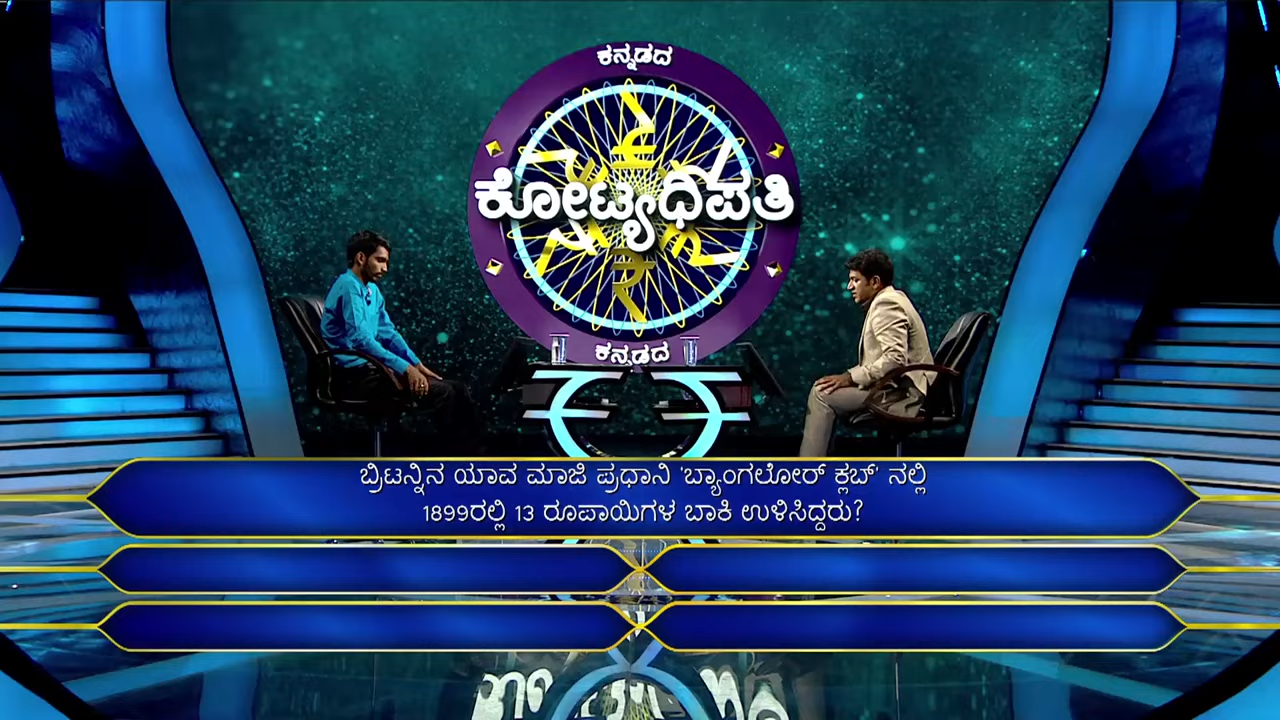 ಕನ್ನಡದ
ಕೋಟ್ಯಧಿಪತಿ
ಕನ್ನಡದ
ಬ್ರಿಟನ್ನಿನ ಯಾವ ಮಾಜಿ ಪ್ರಧಾನಿ 'ಬ್ಯಾಂಗಲೋರ್ ಕ್ಲಬ್' ನಲ್ಲಿ
1899ರಲ್ಲಿ 13 ರೂಪಾಯಿಗಳ ಬಾಕಿ ಉಳಿಸಿದ್ದರು?